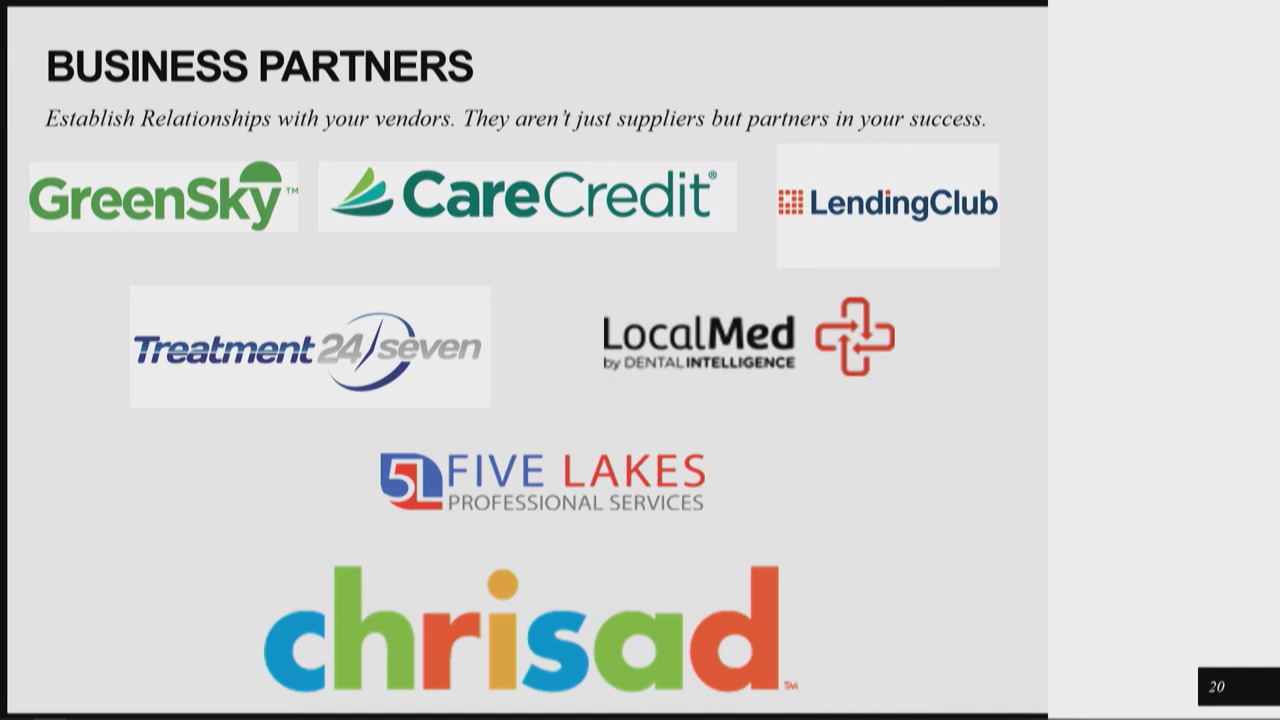 BUSINESS PARTNERS
Establish Relationships with your vendors. They aren't just suppliers but partners in your success.
GreenSky™
CareCredit®
LendingClub
Treatment 24/seven
LocalMed
by DENTAL INTELLIGENCE
5L FIVE LAKES
PROFESSIONAL SERVICES
chrisad℠
20